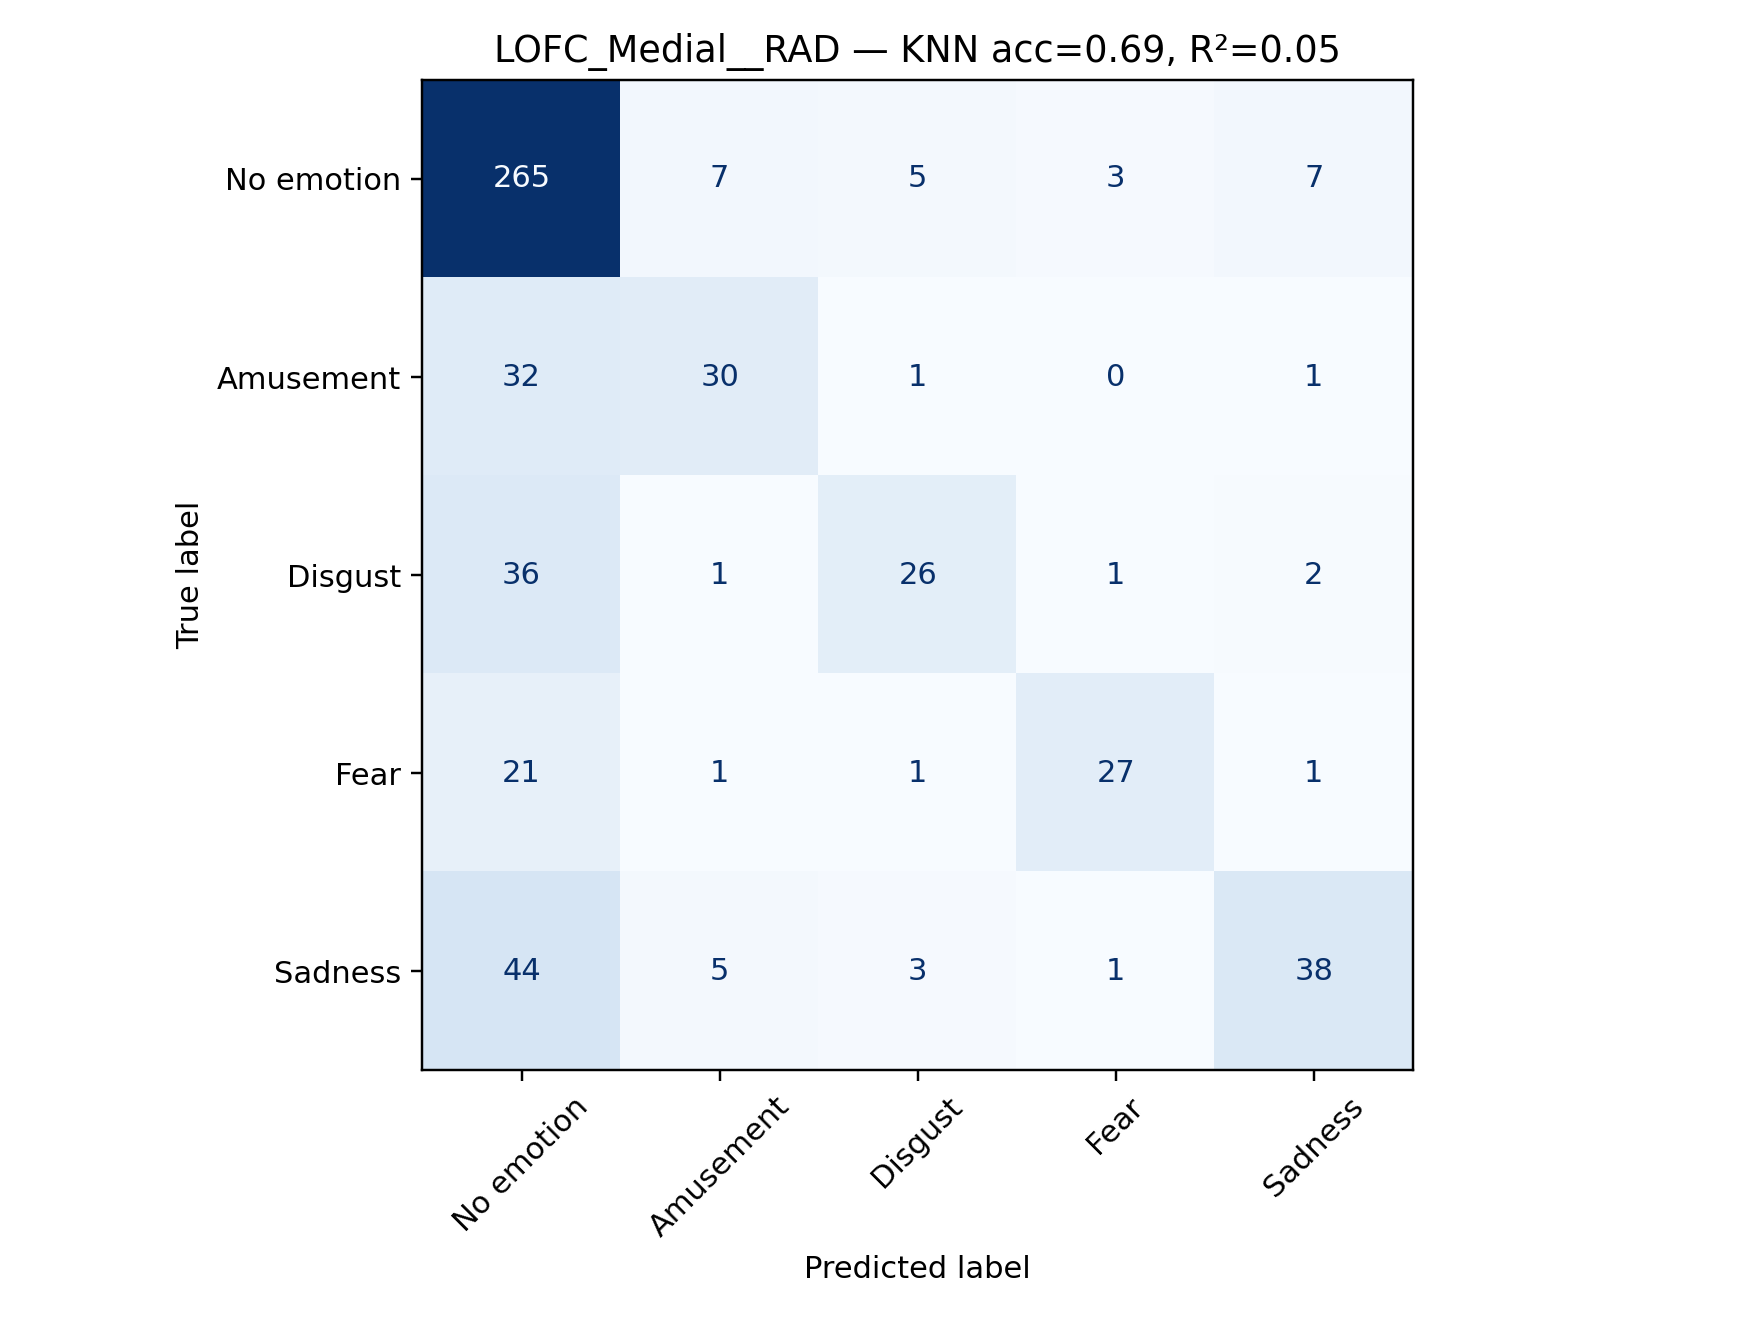 LOFC_Medial__RAD — KNN acc=0.69, R²=0.05
No emotion 265 7 5 3 7
Amusement 32 30 1 0 1
Disgust 36 1 26 1 2
Fear 21 1 1 27 1
Sadness 44 5 3 1 38
True label
No emotion Amusement Disgust Fear Sadness
Predicted label